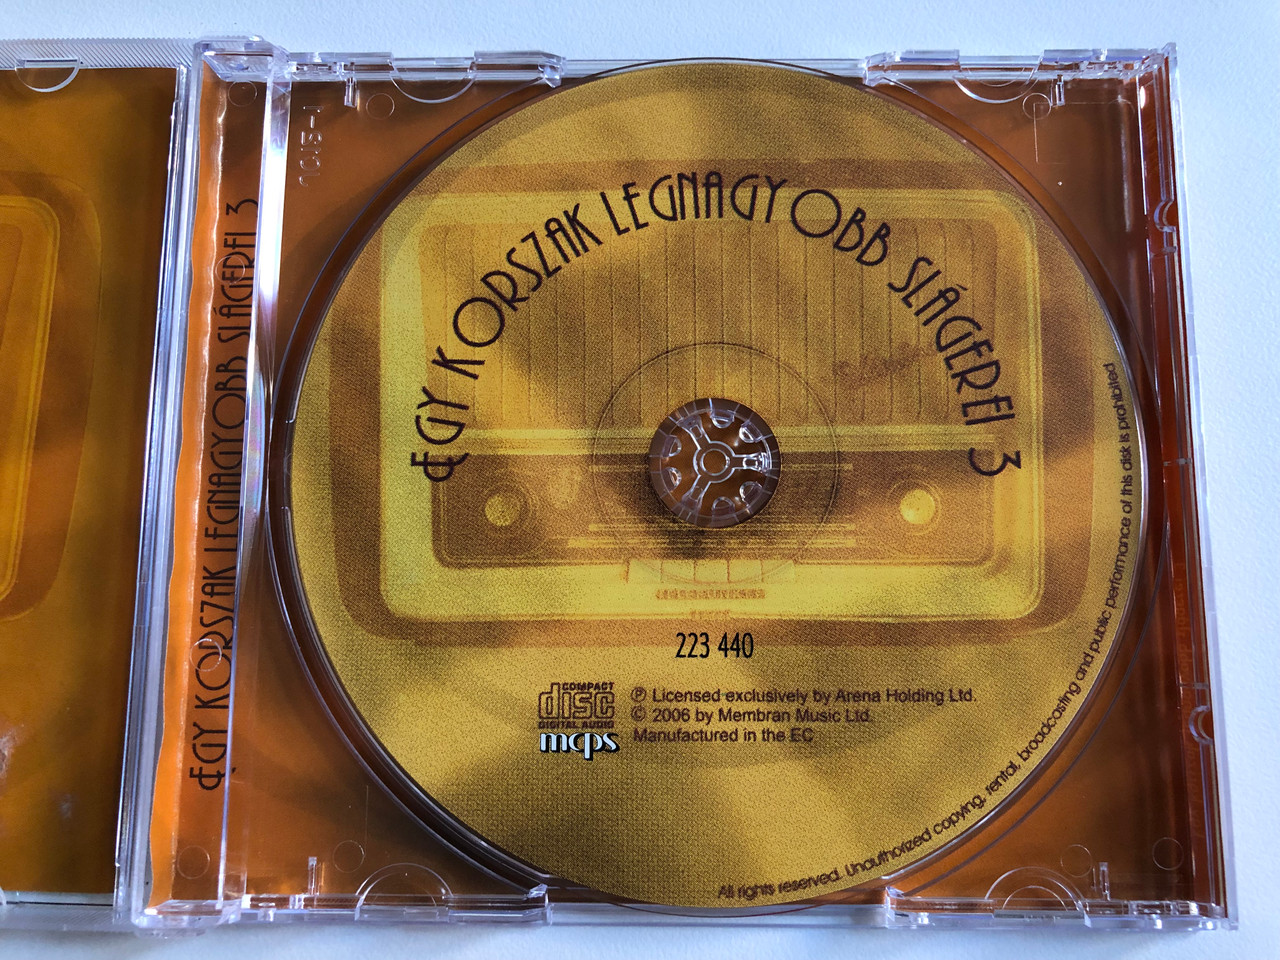 EGY KORSZAK LEGNAGYOBB SLÁGEREI 3
1015-1
EGY KORSZAK LEGNAGYOBB SLÁGEREI 3
223 440
COMPACT
disc
DIGITAL AUDIO
mcps
℗ Licensed exclusively by Arena Holding Ltd.
© 2006 by Membran Music Ltd.
Manufactured in the EC
All rights reserved. Unauthorized copying, rental, broadcasting and public performance of this disk is prohibited